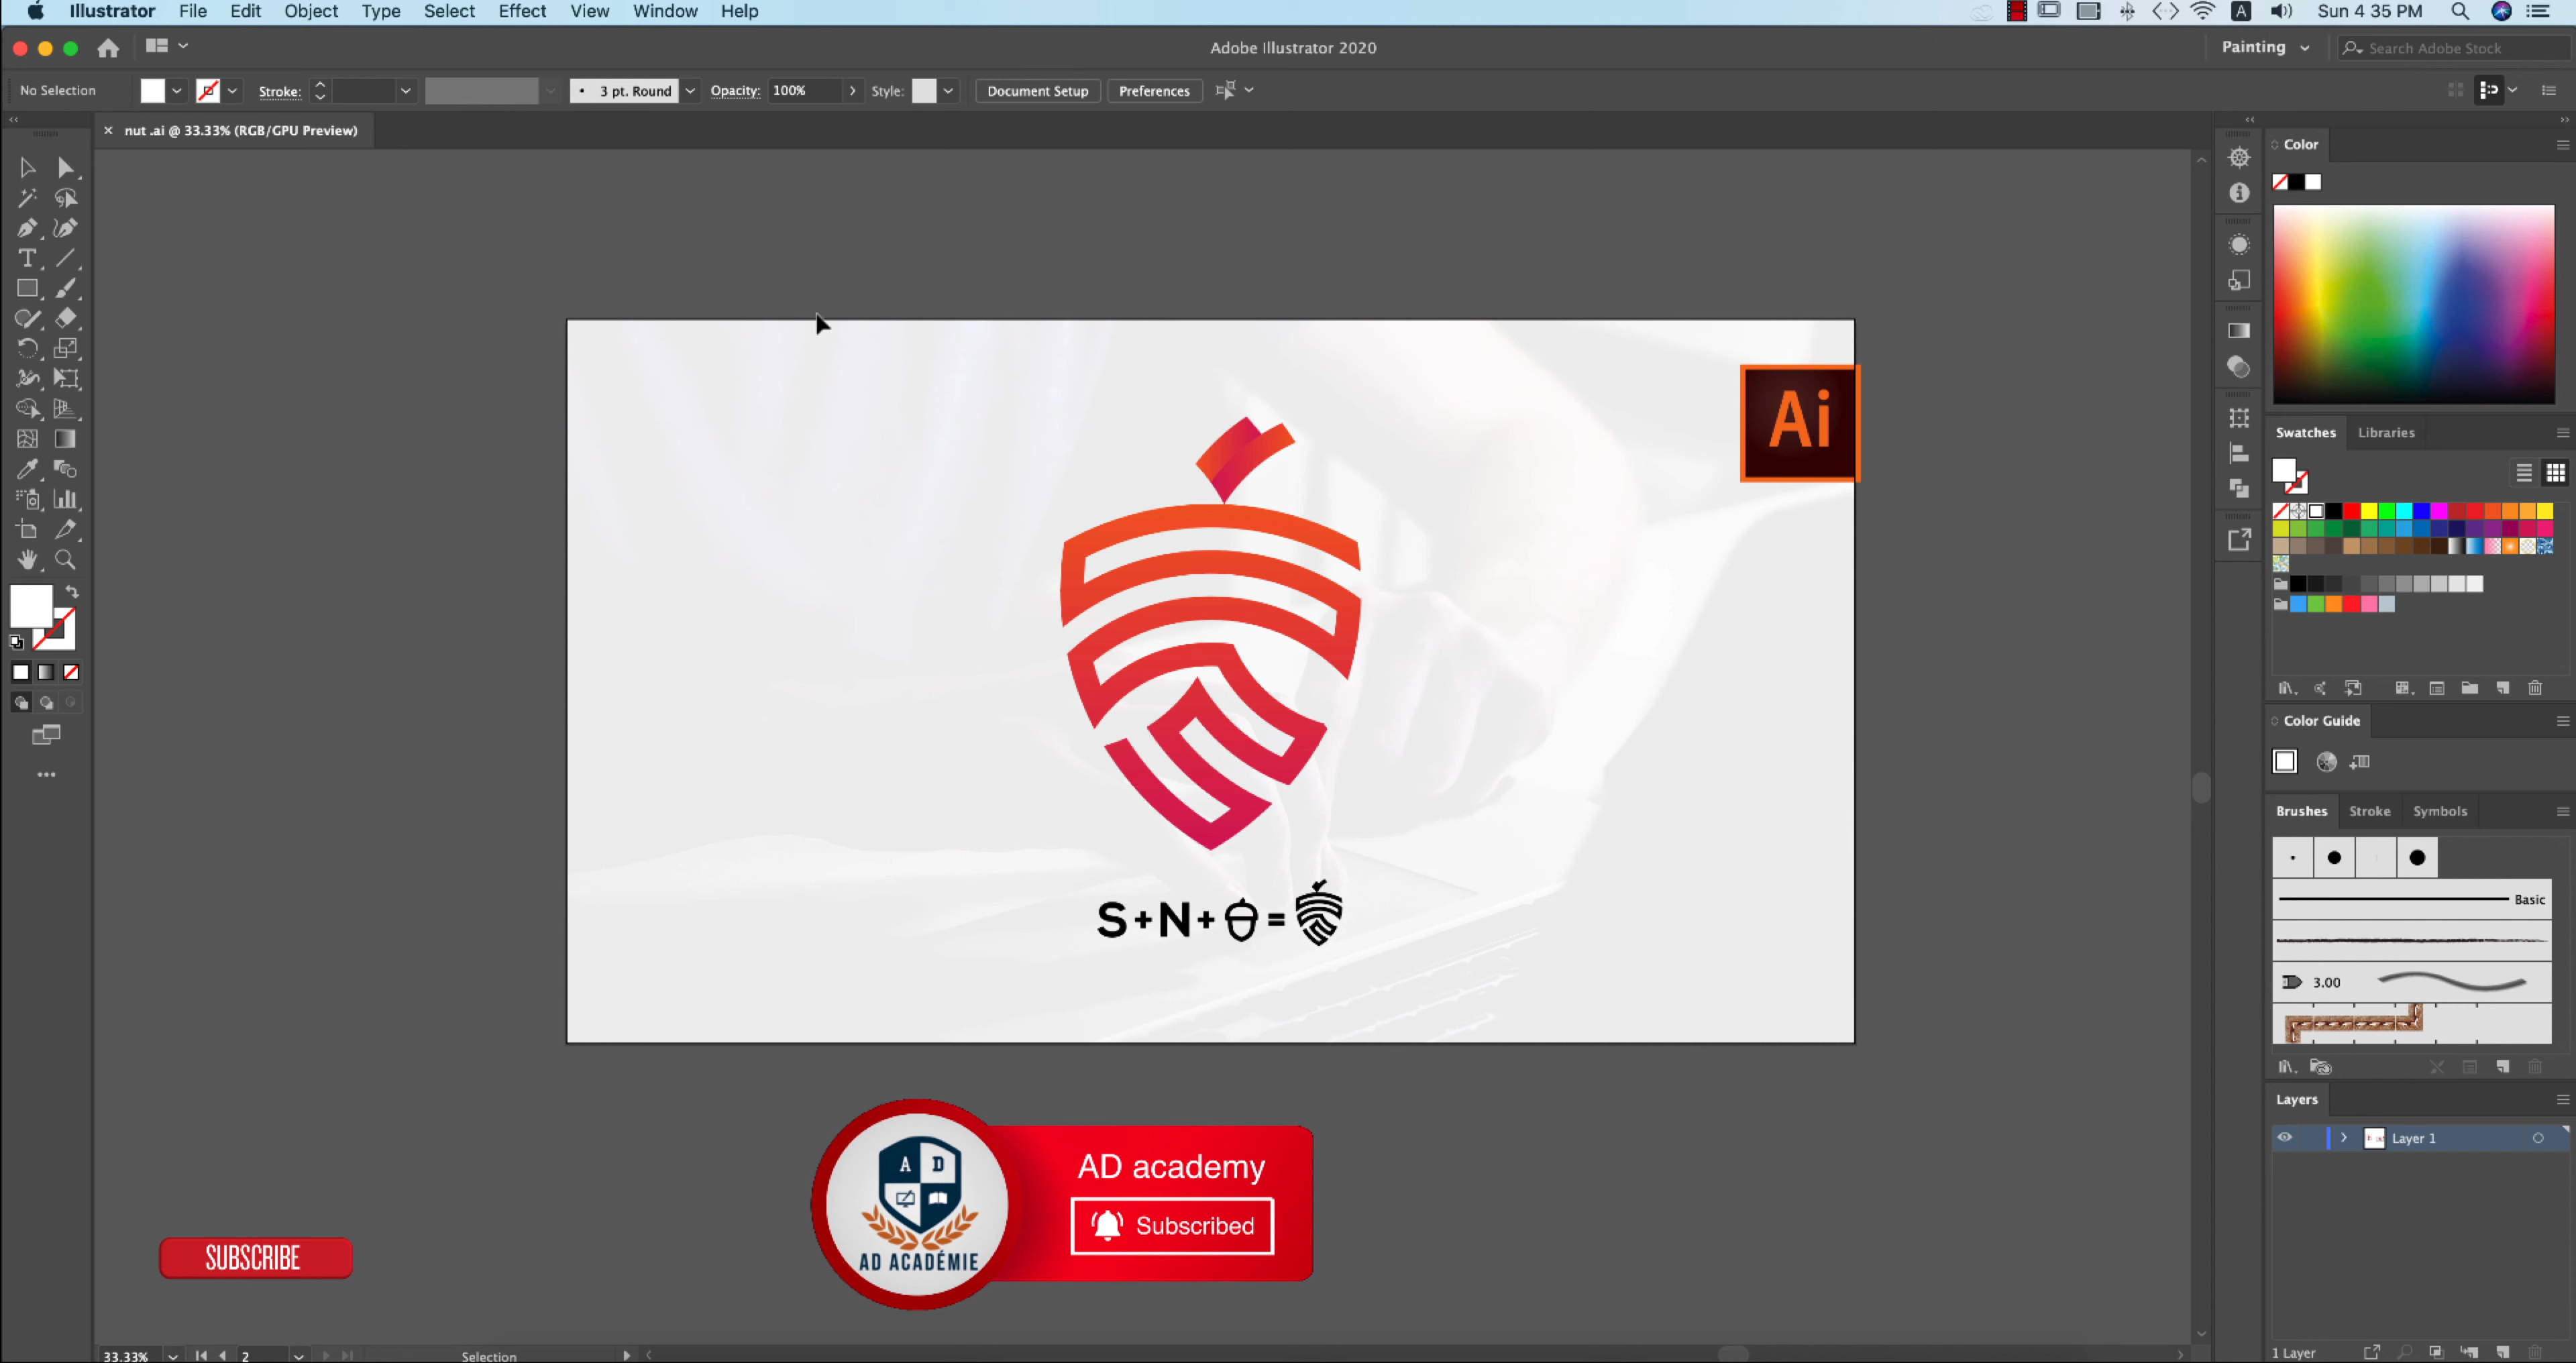 Illustrator File Edit Object Type Select Effect View Window Help A Sun 4 35 PM
Adobe Illustrator 2020 Painting Search Adobe Stock
No Selection Stroke: 3 pt. Round Opacity: 100% Style: Document Setup Preferences
nut .ai @ 33.33% (RGB/GPU Preview)
Color
Ai
Swatches Libraries
Color Guide
Brushes Stroke Symbols
Basic
S+N+ =
3.00
Layers
Layer 1
A D
AD ACADÉMIE
AD academy
Subscribed
SUBSCRIBE
33.33% 2 Selection
1 Layer